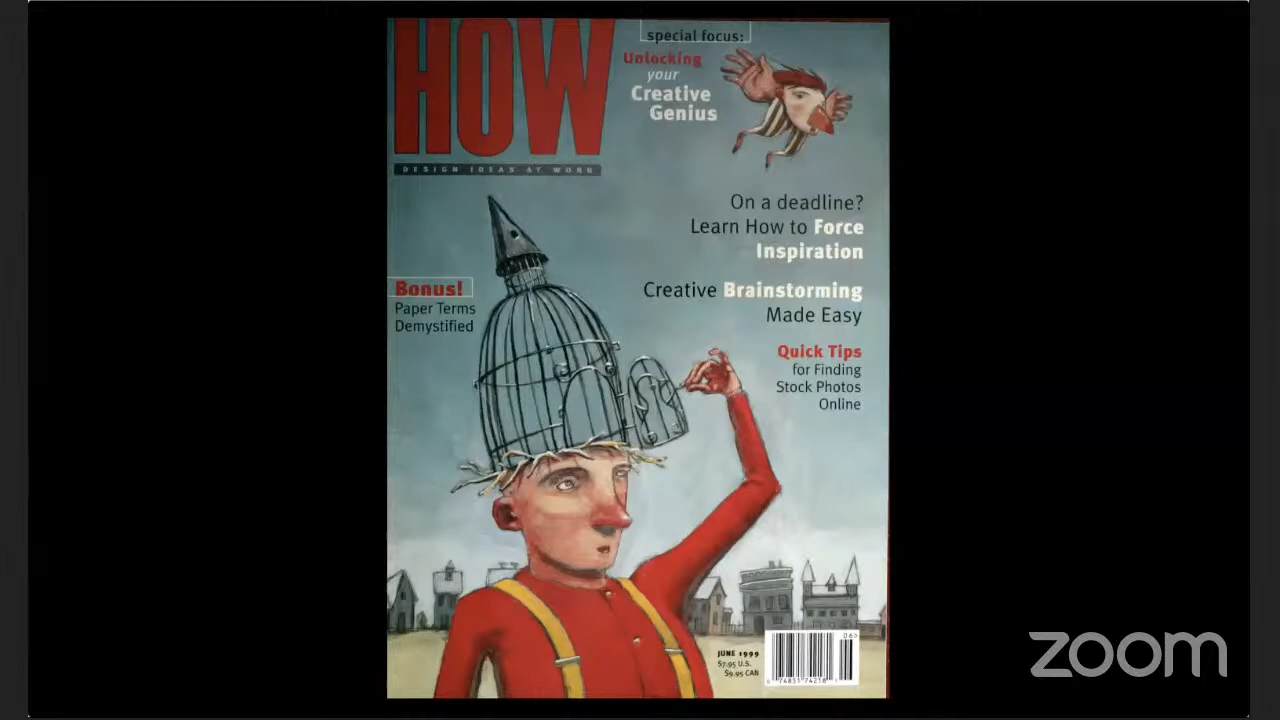 HOW
DESIGN IDEAS AT WORK
special focus:
Unlocking
your
Creative
Genius
On a deadline?
Learn How to Force
Inspiration
Creative Brainstorming
Made Easy
Bonus!
Paper Terms
Demystified
Quick Tips
for Finding
Stock Photos
Online
JUNE 1999
$7.95 U.S.
$9.95 CAN
06>
zoom